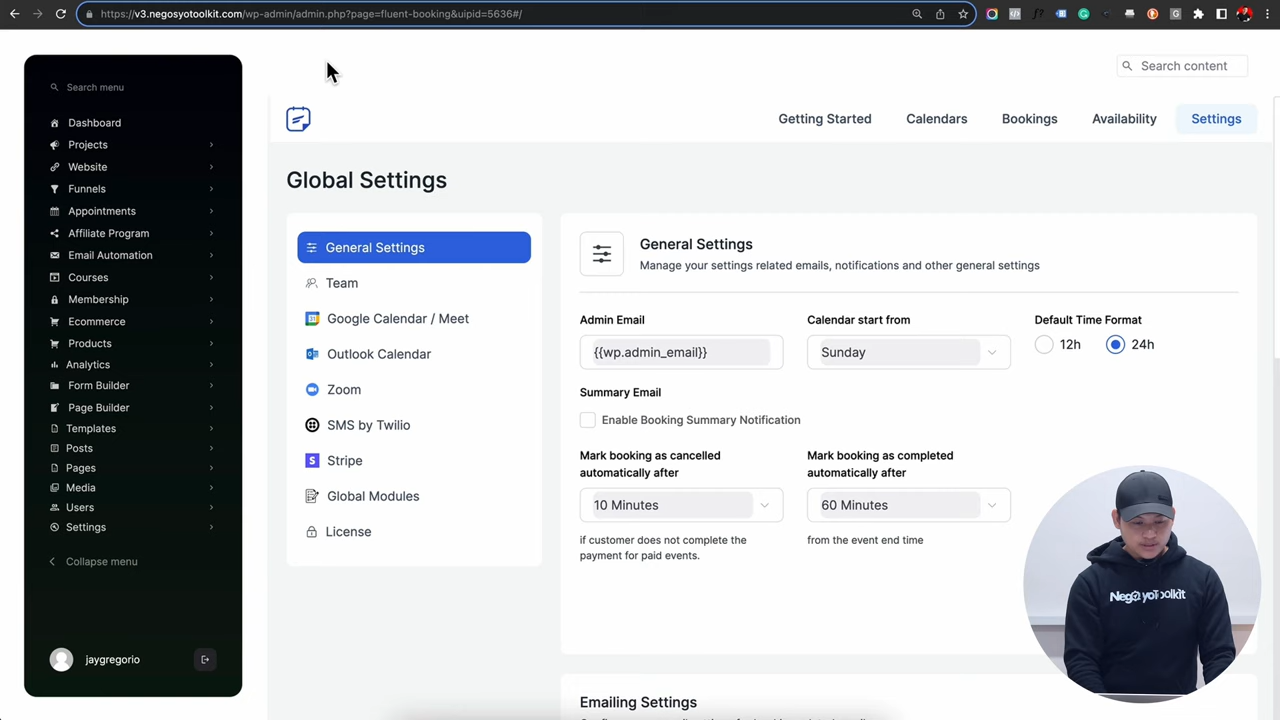 https://v3.negosyotoolkit.com/wp-admin/admin.php?page=fluent-booking&uipid=5636#/
Search menu
Dashboard
Projects
Website
Funnels
Appointments
Affiliate Program
Email Automation
Courses
Membership
Ecommerce
Products
Analytics
Form Builder
Page Builder
Templates
Posts
Pages
Media
Users
Settings
Collapse menu
jaygregorio
Search content
Getting Started
Calendars
Bookings
Availability
Settings
Global Settings
General Settings
Team
Google Calendar / Meet
Outlook Calendar
Zoom
SMS by Twilio
Stripe
Global Modules
License
General Settings
Manage your settings related emails, notifications and other general settings
Admin Email
{{wp.admin_email}}
Calendar start from
Sunday
Default Time Format
12h
24h
Summary Email
Enable Booking Summary Notification
Mark booking as cancelled
automatically after
10 Minutes
if customer does not complete the
payment for paid events.
Mark booking as completed
automatically after
60 Minutes
from the event end time
Emailing Settings
NegosyoToolkit